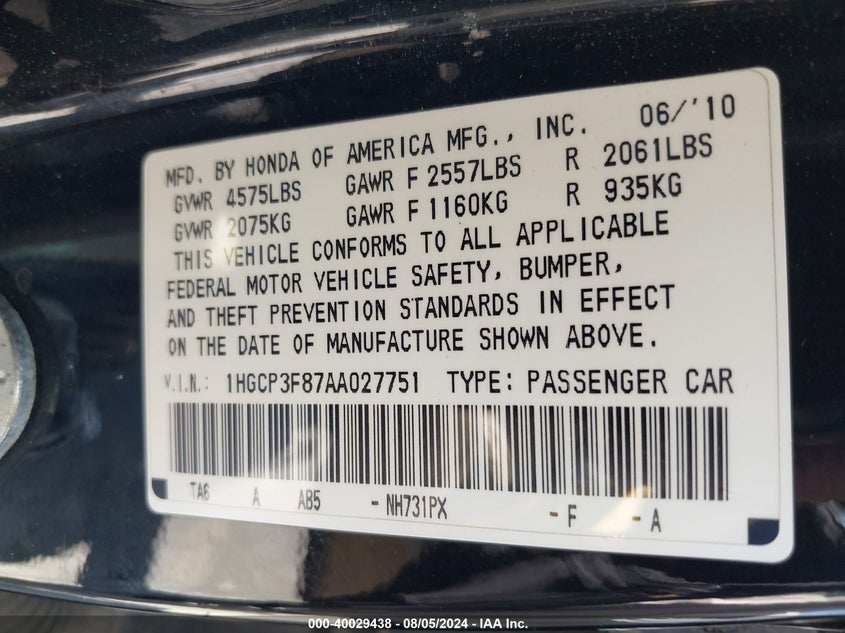 06/'10
MFD. BY HONDA OF AMERICA MFG., INC.
GVWR 4575LBS GAWR F 2557LBS R 2061LBS
GVWR 2075KG GAWR F 1160KG R 935KG
THIS VEHICLE CONFORMS TO ALL APPLICABLE
FEDERAL MOTOR VEHICLE SAFETY, BUMPER,
AND THEFT PREVENTION STANDARDS IN EFFECT
ON THE DATE OF MANUFACTURE SHOWN ABOVE.
V.I.N.: 1HGCP3F87AA027751 TYPE: PASSENGER CAR
TA6 A AB5 -NH731PX -F -A
000-40029438 - 08/05/2024 - IAA Inc.